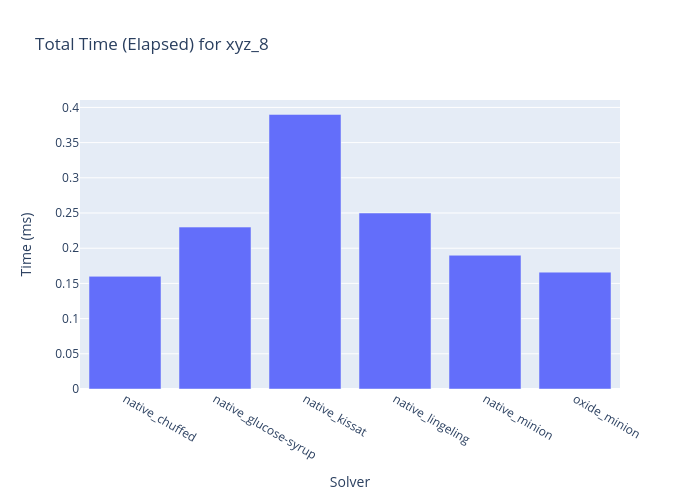 Total Time (Elapsed) for xyz_8
Time (ms)
0.4
0.35
0.3
0.25
0.2
0.15
0.1
0.05
0
native_chuffed
native_glucose-syrup
native_kissat
native_lingeling
native_minion
oxide_minion
Solver